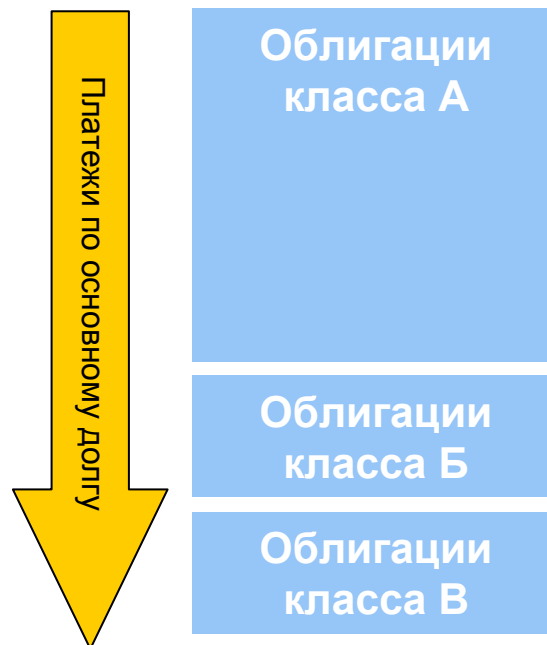 Платежи по основному долгу
Облигации
класса А
Облигации
класса Б
Облигации
класса В